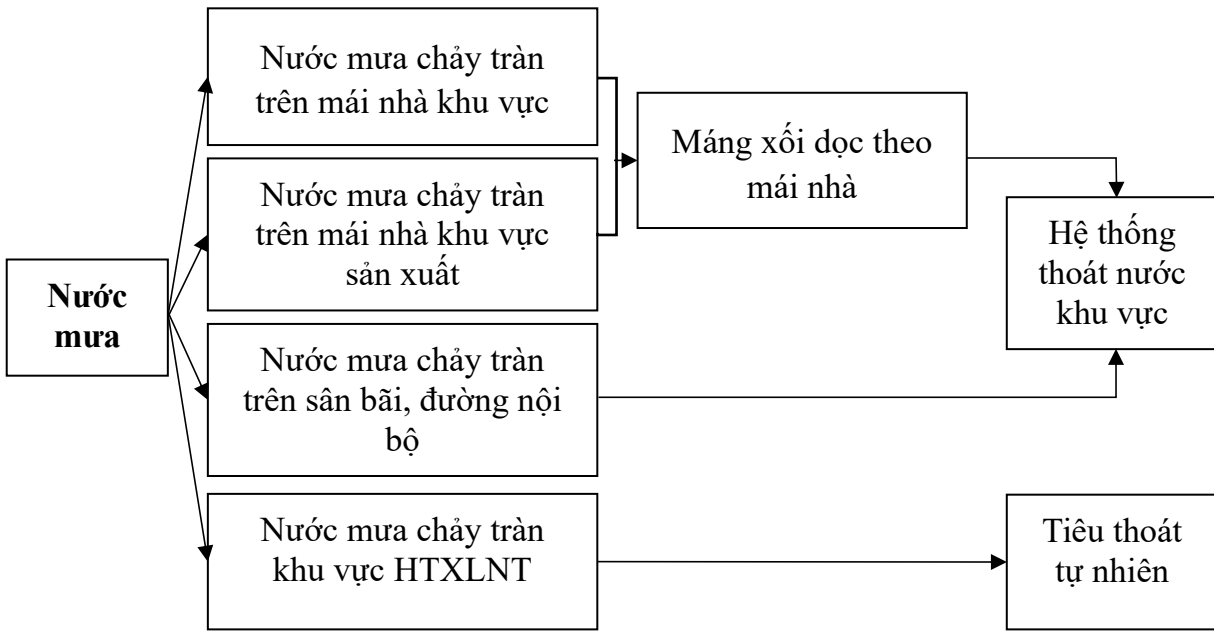 Nước
mưa
Nước mưa chảy tràn
trên mái nhà khu vực
Nước mưa chảy tràn
trên mái nhà khu vực
sản xuất
Nước mưa chảy tràn
trên sân bãi, đường nội
bộ
Nước mưa chảy tràn
khu vực HTXLNT
Máng xối dọc theo
mái nhà
Hệ thống
thoát nước
khu vực
Tiêu thoát
tự nhiên